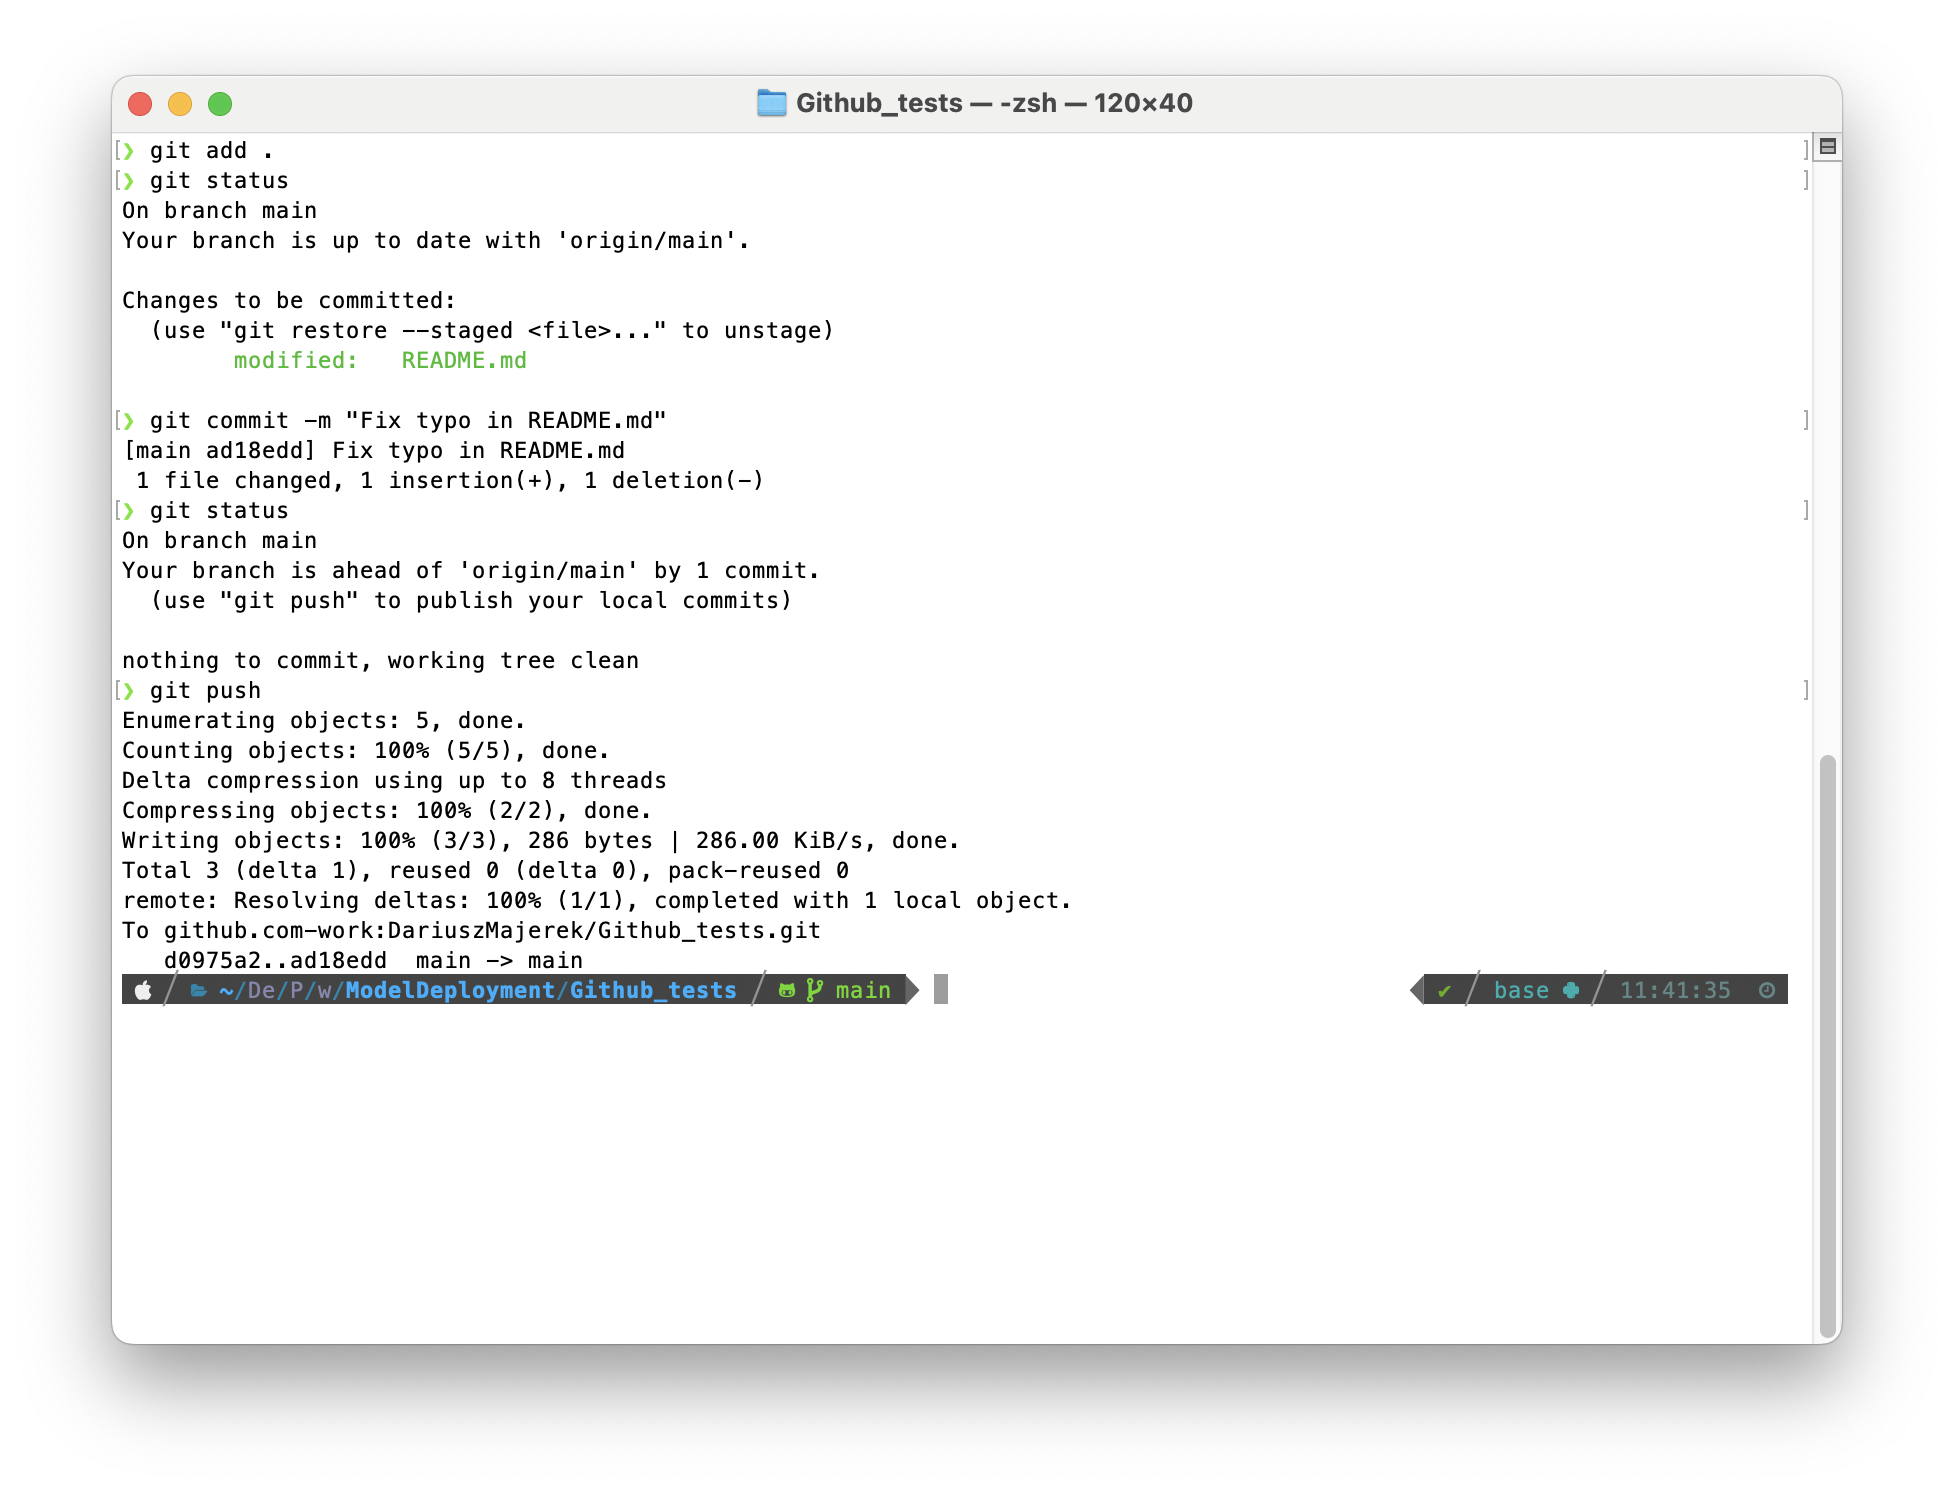 Github_tests — -zsh — 120×40
[❯ git add . ]
[❯ git status ]
On branch main
Your branch is up to date with 'origin/main'.

Changes to be committed:
  (use "git restore --staged <file>..." to unstage)
        modified:   README.md

[❯ git commit -m "Fix typo in README.md" ]
[main ad18edd] Fix typo in README.md
 1 file changed, 1 insertion(+), 1 deletion(-)
[❯ git status ]
On branch main
Your branch is ahead of 'origin/main' by 1 commit.
  (use "git push" to publish your local commits)

nothing to commit, working tree clean
[❯ git push ]
Enumerating objects: 5, done.
Counting objects: 100% (5/5), done.
Delta compression using up to 8 threads
Compressing objects: 100% (2/2), done.
Writing objects: 100% (3/3), 286 bytes | 286.00 KiB/s, done.
Total 3 (delta 1), reused 0 (delta 0), pack-reused 0
remote: Resolving deltas: 100% (1/1), completed with 1 local object.
To github.com-work:DariuszMajerek/Github_tests.git
   d0975a2..ad18edd  main -> main
~/De/P/w/ModelDeployment/Github_tests main ✔ base 11:41:35